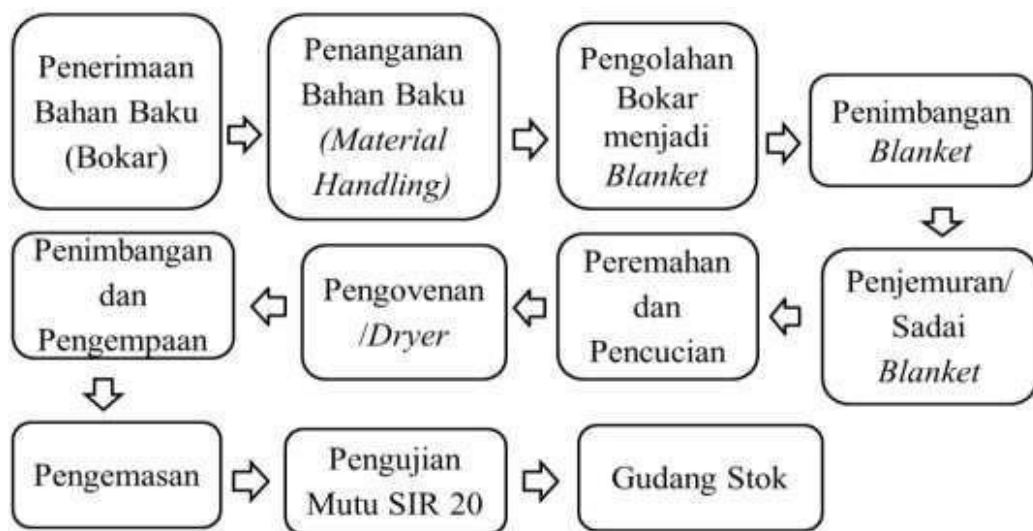 Penerimaan
Bahan Baku
(Bokar)
Penanganan
Bahan Baku
(Material
Handling)
Pengolahan
Bokar
menjadi
Blanket
Penimbangan
Blanket
Penjemuran/
Sadai
Blanket
Peremahan
dan
Pencucian
Pengovenan
/Dryer
Penimbangan
dan
Pengempaan
Pengemasan
Pengujian
Mutu SIR 20
Gudang Stok